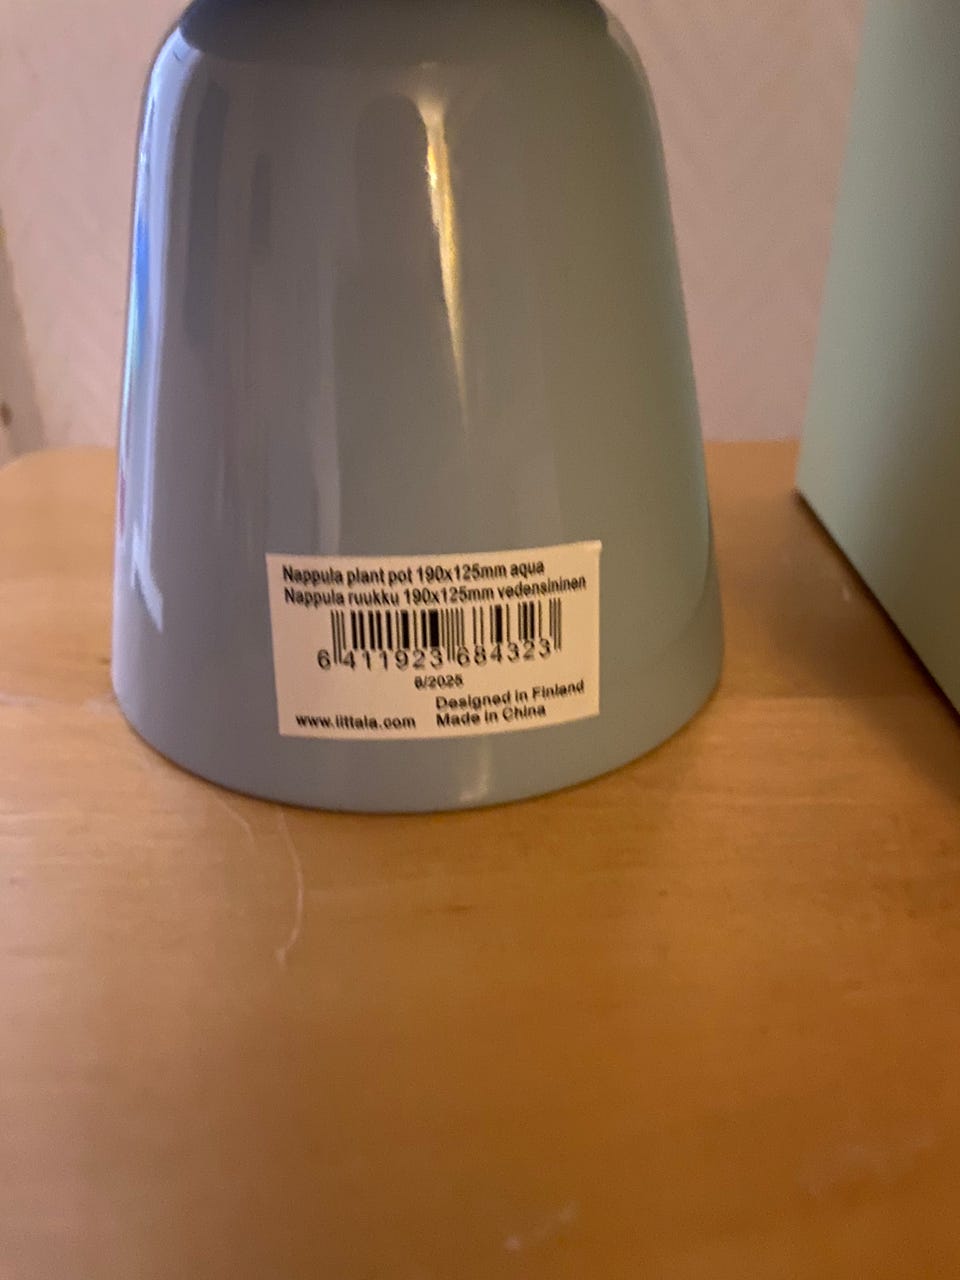 Nappula plant pot 190x125mm aqua
Nappula ruukku 190x125mm vedensininen
6 411923 684323
8/2025
Designed in Finland
www.iittala.com Made in China